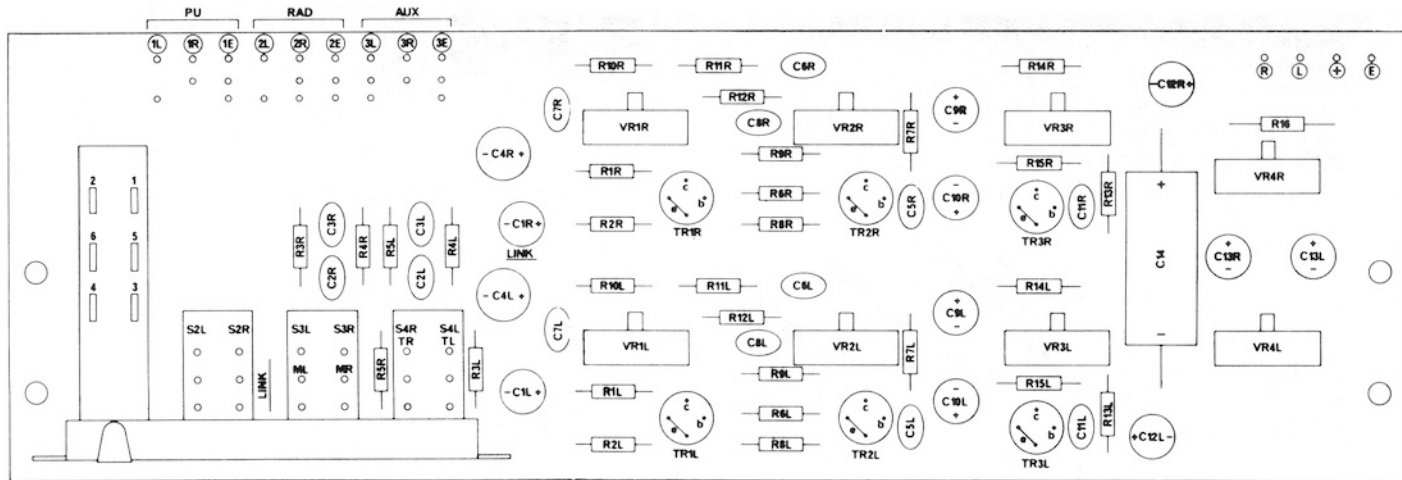 PU RAD AUX
1L 1R 1E 2L 2R 2E 3L 3R 3E
R10R R11R C6R R14R C12R+ R L + E
R12R
C7R VR1R C8R VR2R R7R + C9R - VR3R R16
- C4R + R9R R15R VR4R
R1R
2 1 c R6R c - C10R + c R13R +
C3R C3L e b e b C5R e b C11R
- C1R + R2R R8R
R3R R4R R5L R4L TR1R TR2R TR3R
6 5 LINK C14 + C13R - + C13L -
C2R C2L
4 3 - C4L + R10L R11L C6L R14L
R12L + C9L -
S2L S2R S3L S3R S4R S4L C7L VR1L C8L VR2L R7L VR3L - VR4L
TR TL
ML MR R5R R3L R9L R15L
LINK - C1L + R1L - C10L +
c R6L c c R13L
e b e b C5L e b C11L +C12L-
R2L R8L
TR1L TR2L TR3L